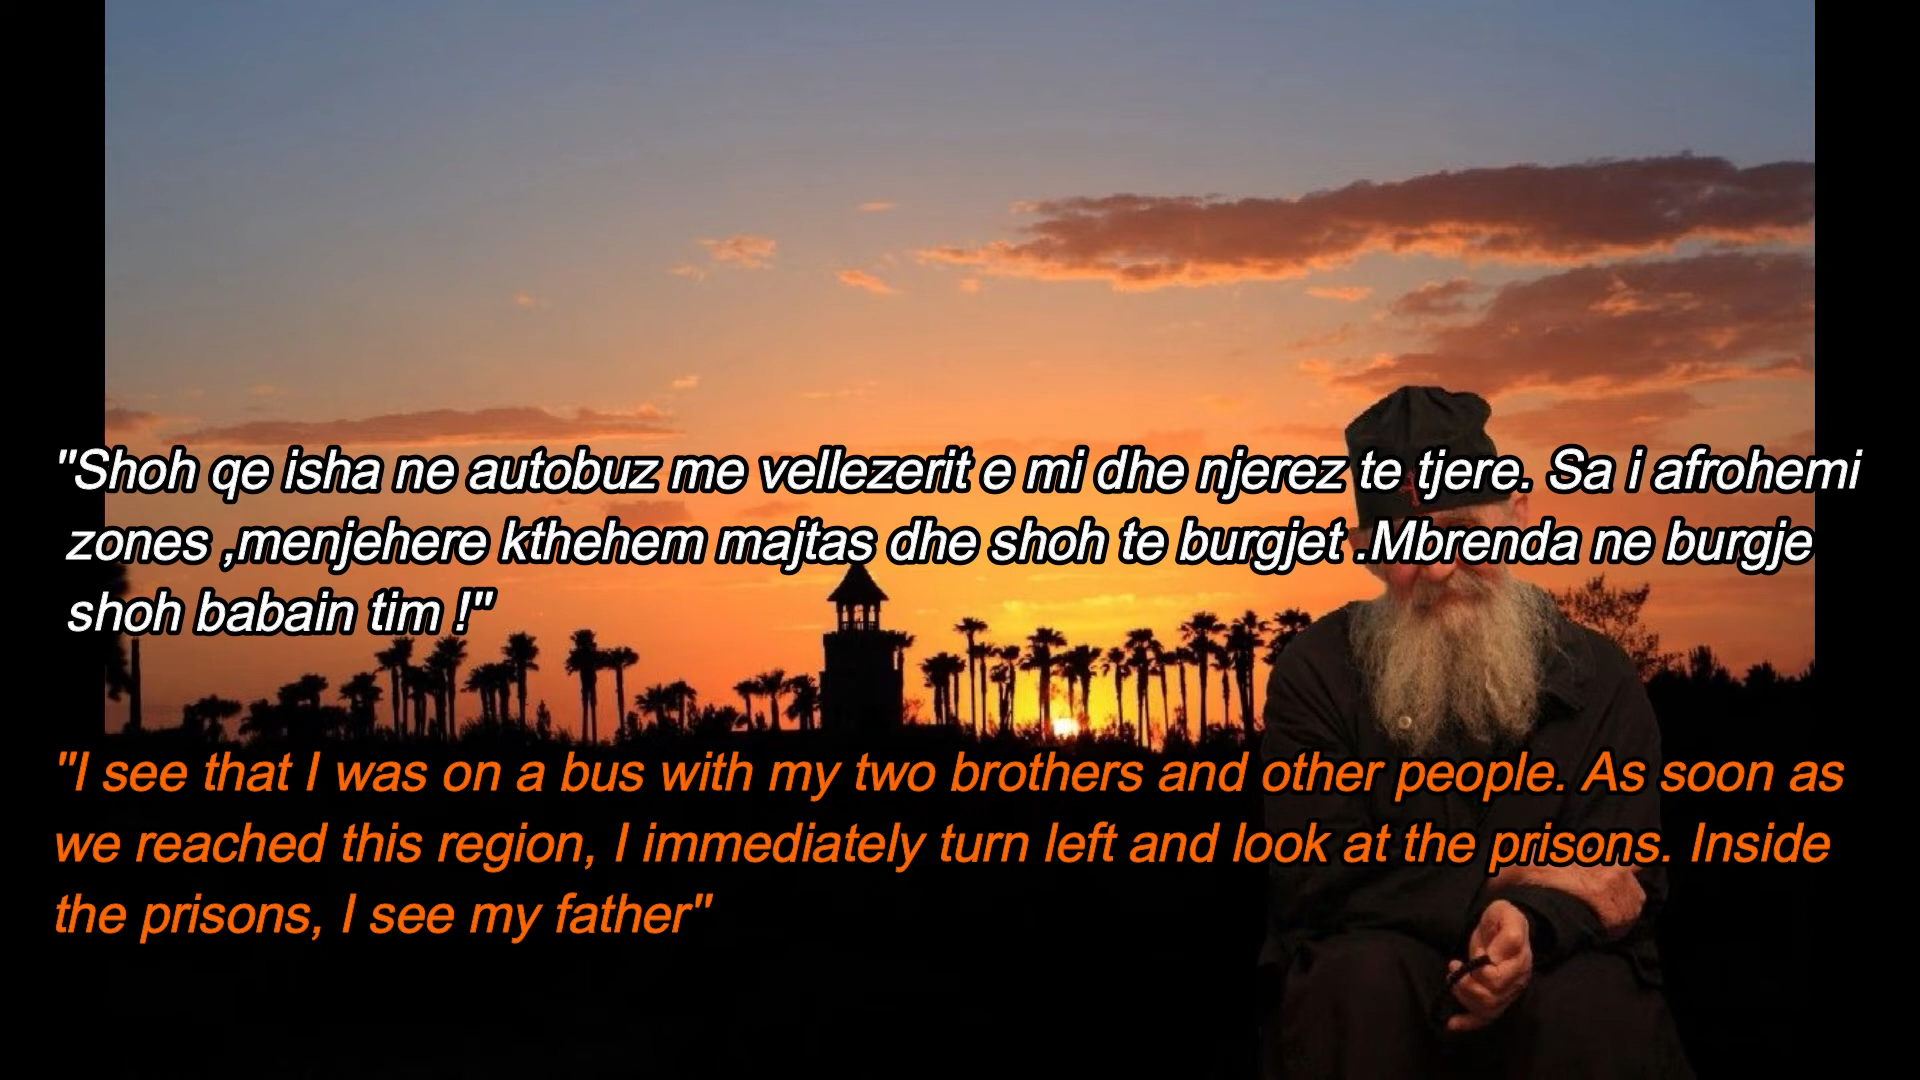 "Shoh qe isha ne autobuz me vellezerit e mi dhe njerez te tjere. Sa i afrohemi
zones ,menjehere kthehem majtas dhe shoh te burgjet .Mbrenda ne burgje
shoh babain tim !"
"I see that I was on a bus with my two brothers and other people. As soon as
we reached this region, I immediately turn left and look at the prisons. Inside
the prisons, I see my father"